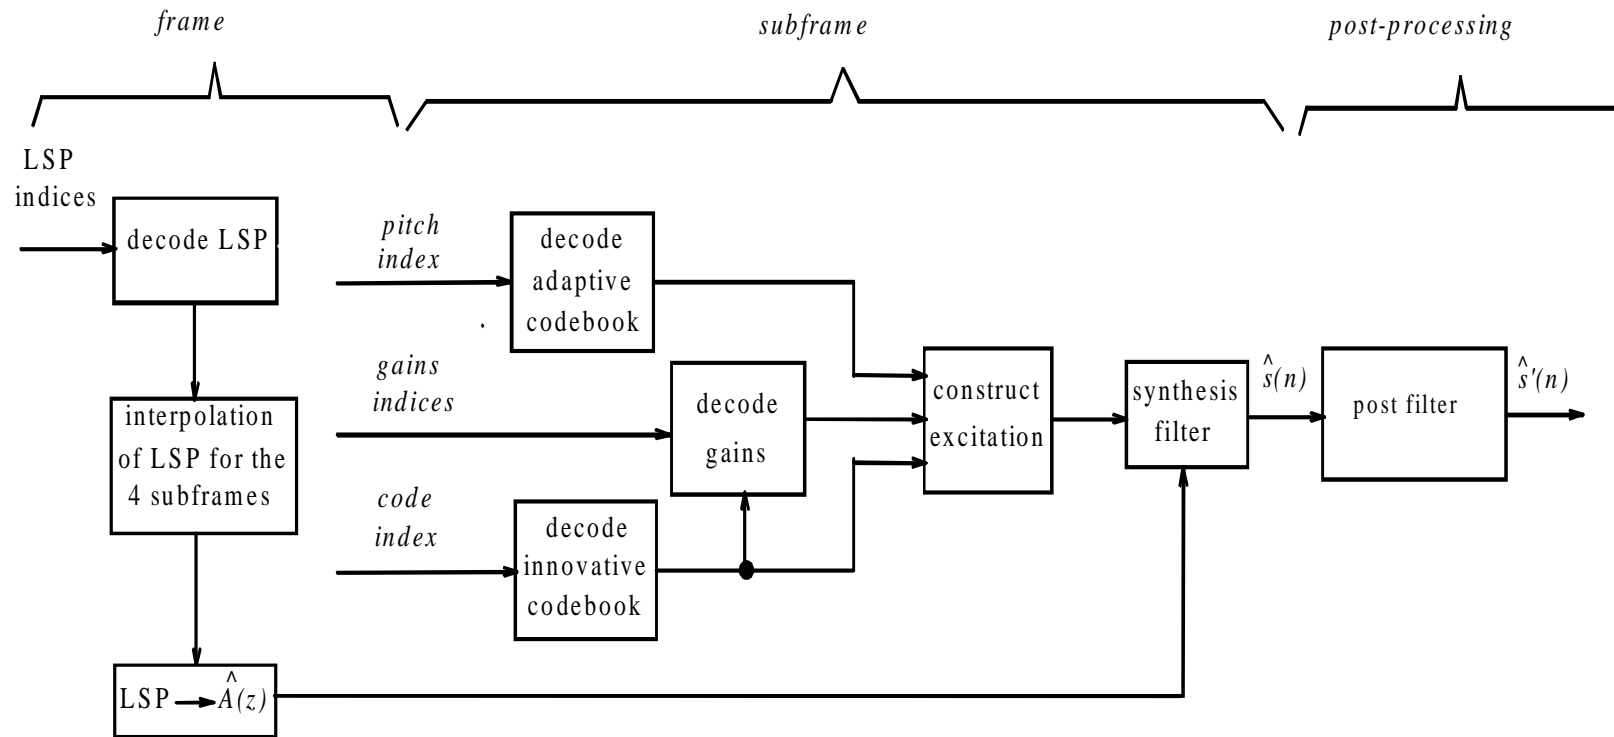 frame
subframe
post-processing
LSP
indices
decode LSP
interpolation
of LSP for the
4 subframes
LSP → Â(z)
pitch
index
decode
adaptive
codebook
gains
indices
decode
gains
code
index
decode
innovative
codebook
construct
excitation
synthesis
filter
ŝ(n)
post filter
ŝ'(n)